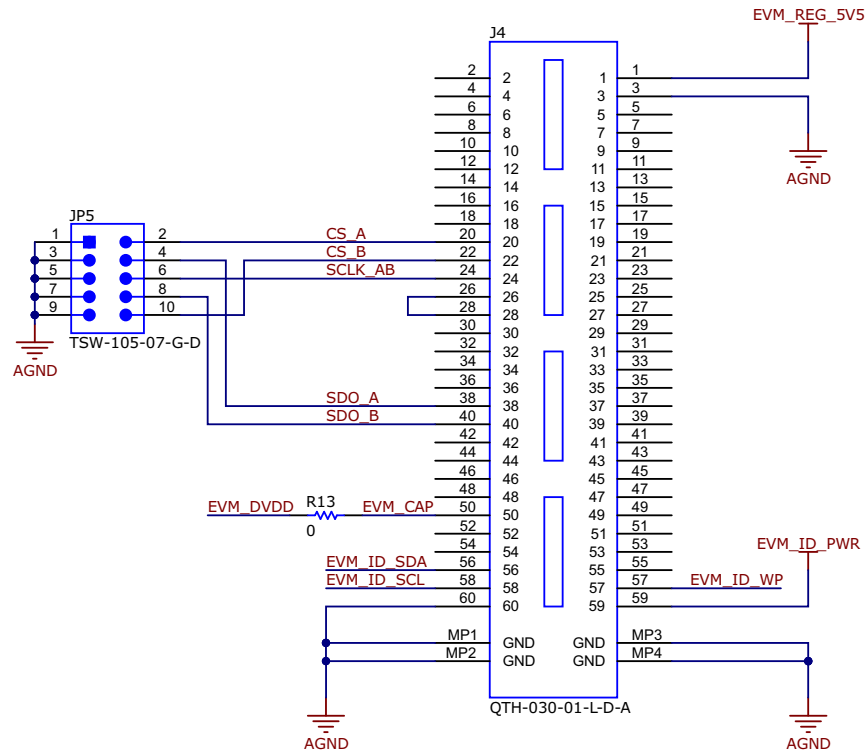 EVM_REG_5V5
J4
2 2 1 1
4 4 3 3
6 6 5 5
8 8 7 7
10 10 9 9
12 12 11 11
AGND
14 14 13 13
16 16 15 15
JP5
18 18 17 17
1 2 CS_A 20 20 19 19
3 4 CS_B 22 22 21 21
5 6 SCLK_AB 24 24 23 23
7 8 26 26 25 25
9 10 28 28 27 27
30 30 29 29
TSW-105-07-G-D
32 32 31 31
AGND
34 34 33 33
36 36 35 35
SDO_A 38 38 37 37
SDO_B 40 40 39 39
42 42 41 41
44 44 43 43
46 46 45 45
48 48 47 47
EVM_DVDD R13 EVM_CAP 50 50 49 49
0
52 52 51 51
54 54 53 53
EVM_ID_PWR
EVM_ID_SDA 56 56 55 55
EVM_ID_SCL 58 58 57 57 EVM_ID_WP
60 60 59 59
MP1 GND GND MP3
MP2 GND GND MP4
QTH-030-01-L-D-A
AGND
AGND